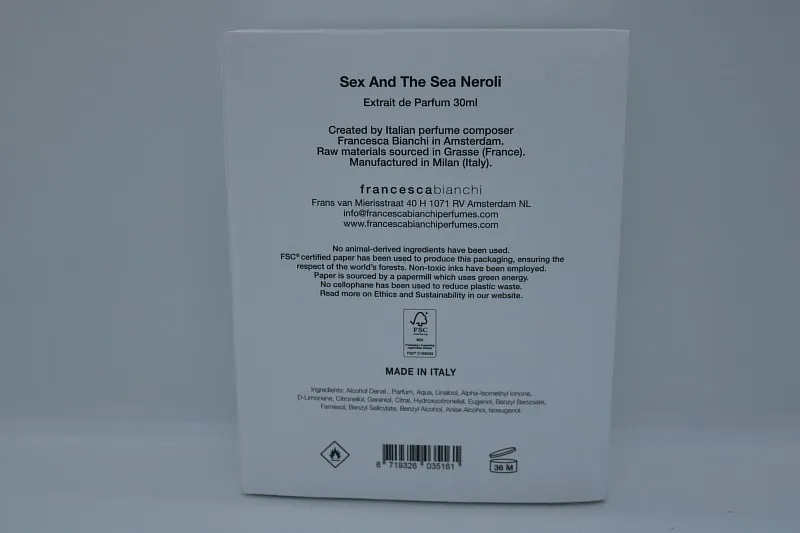 Sex And The Sea Neroli
Extrait de Parfum 30ml
Created by Italian perfume composer
Francesca Bianchi in Amsterdam.
Raw materials sourced in Grasse (France).
Manufactured in Milan (Italy).
francescabianchi
Frans van Mierisstraat 40 H 1071 RV Amsterdam NL
info@francescabianchiperfumes.com
www.francescabianchiperfumes.com
No animal-derived ingredients have been used.
FSC® certified paper has been used to produce this packaging, ensuring the
respect of the world's forests. Non-toxic inks have been employed.
Paper is sourced by a papermill which uses green energy.
No cellophane has been used to reduce plastic waste.
Read more on Ethics and Sustainability in our website.
FSC
MADE IN ITALY
Ingredients: Alcohol Denat., Parfum, Aqua, Linalool, Alpha-Isomethyl Ionone,
D-Limonene, Citronellol, Geraniol, Citral, Hydroxycitronellal, Eugenol, Benzyl Benzoate,
Farnesol, Benzyl Salicylate, Benzyl Alcohol, Anise Alcohol, Isoeugenol.
8 719326 035161
36 M